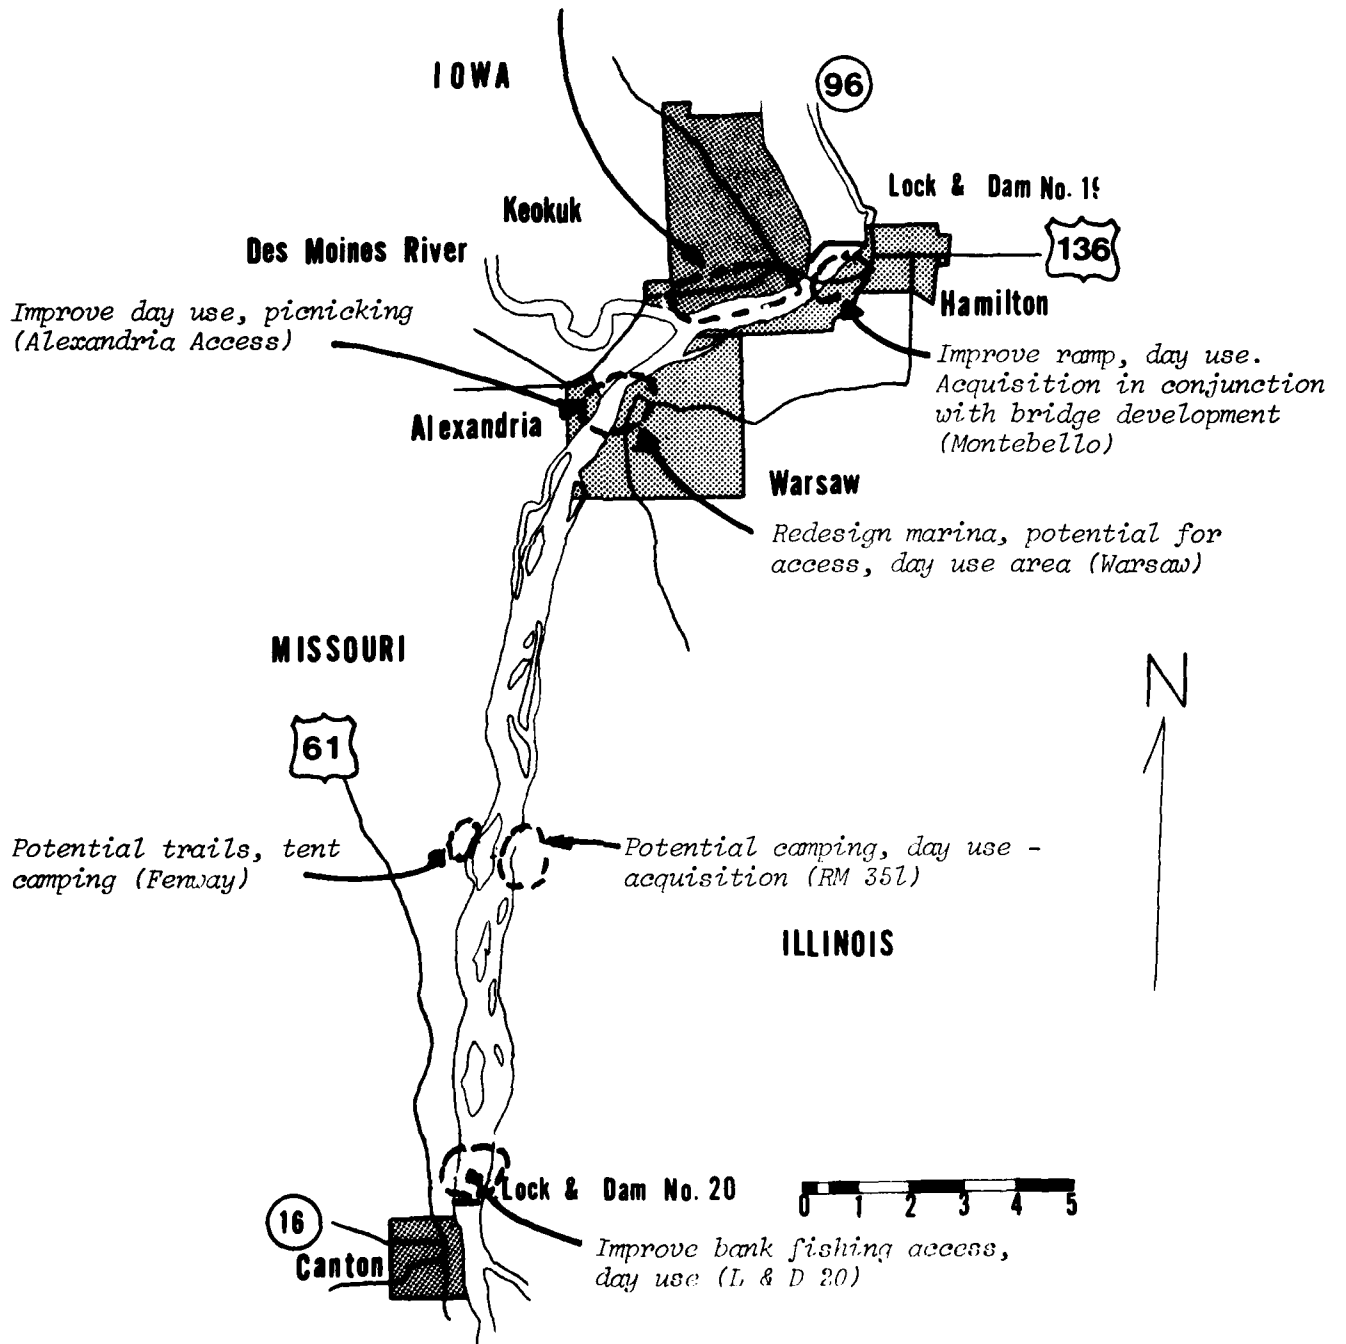 IOWA
96
Lock & Dam No. 19
Keokuk
136
Des Moines River
Hamilton
Improve day use, picnicking
(Alexandria Access)
Improve ramp, day use.
Acquisition in conjunction
with bridge development
(Montebello)
Alexandria
Warsaw
Redesign marina, potential for
access, day use area (Warsaw)
MISSOURI
N
61
Potential trails, tent
camping (Fenway)
Potential camping, day use -
acquisition (RM 351)
ILLINOIS
Lock & Dam No. 20
0 1 2 3 4 5
16
Canton
Improve bank fishing access,
day use (L & D 20)